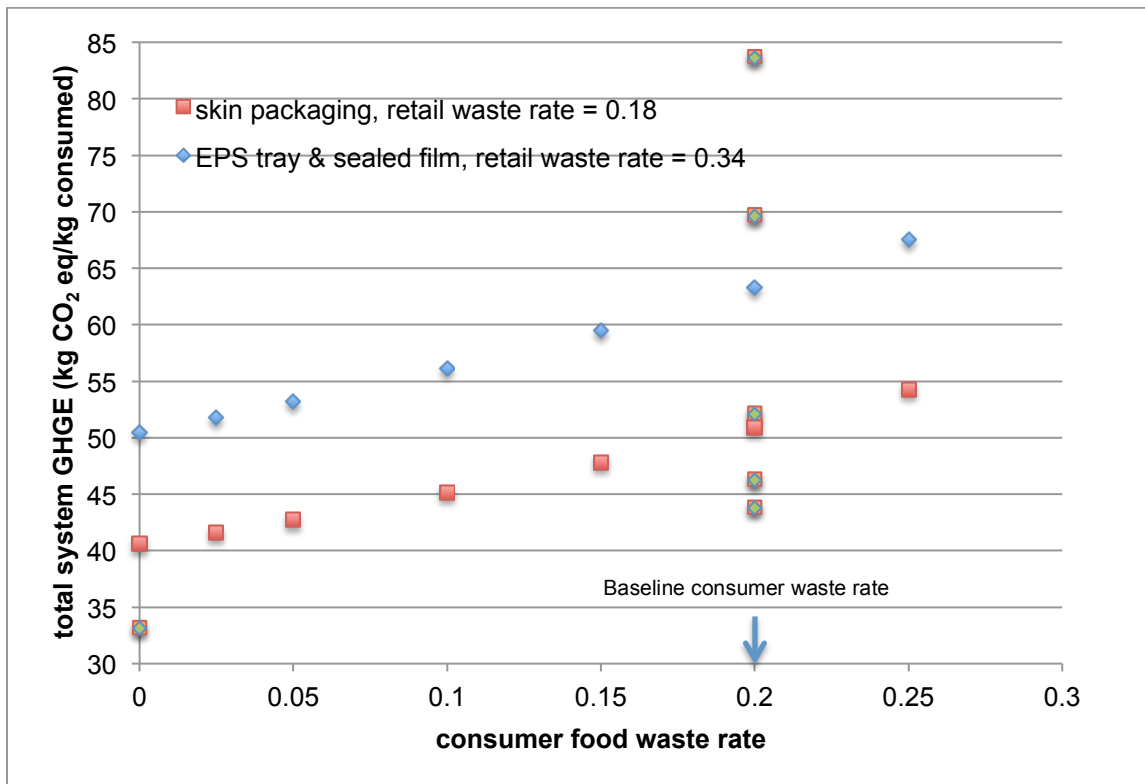 85
80
75
70
65
60
55
50
45
40
35
30
total system GHGE (kg CO₂ eq/kg consumed)
skin packaging, retail waste rate = 0.18
EPS tray & sealed film, retail waste rate = 0.34
Baseline consumer waste rate
0 0.05 0.1 0.15 0.2 0.25 0.3
consumer food waste rate